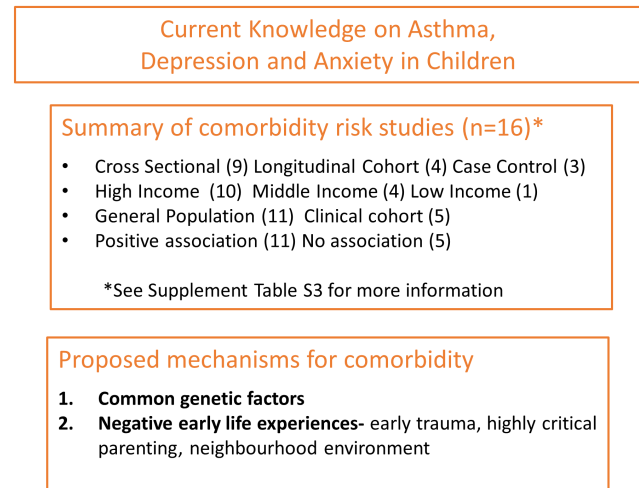 Current Knowledge on Asthma,
Depression and Anxiety in Children
Summary of comorbidity risk studies (n=16)*
• Cross Sectional (9) Longitudinal Cohort (4) Case Control (3)
• High Income (10) Middle Income (4) Low Income (1)
• General Population (11) Clinical cohort (5)
• Positive association (11) No association (5)
*See Supplement Table S3 for more information
Proposed mechanisms for comorbidity
1. Common genetic factors
2. Negative early life experiences- early trauma, highly critical
parenting, neighbourhood environment